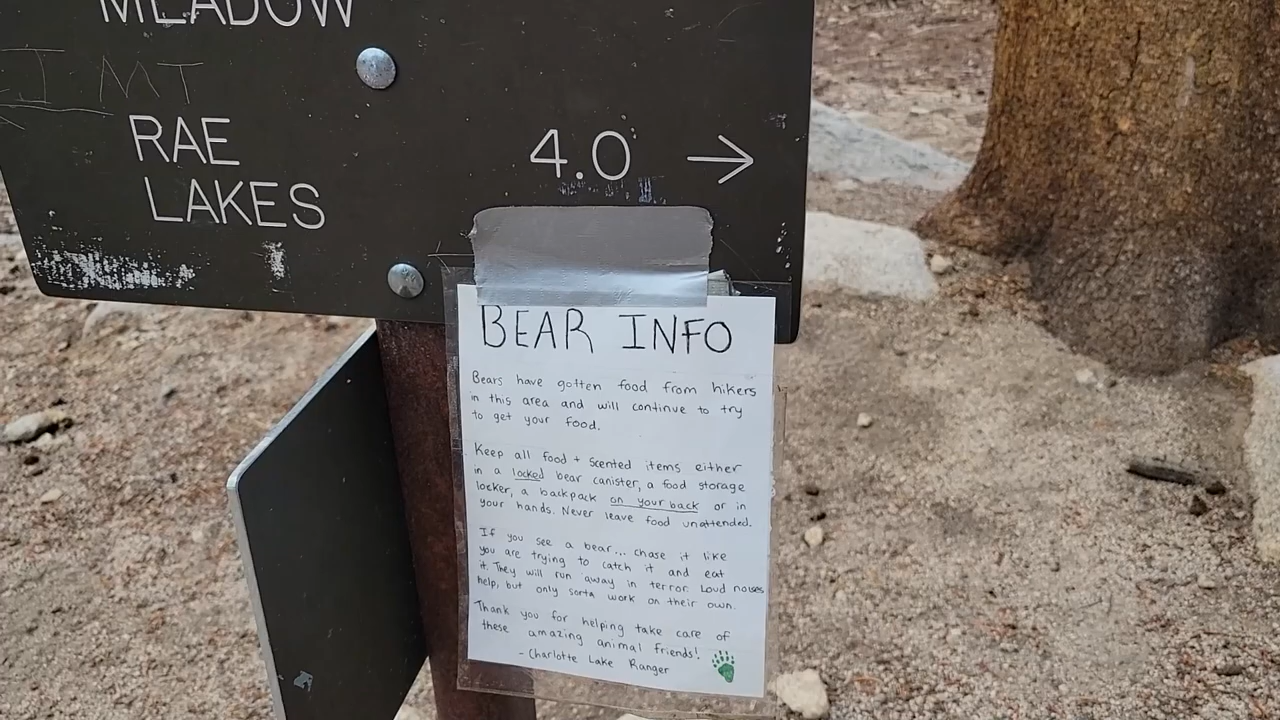 MEADOW
JMT
RAE
LAKES
4.0 →
BEAR INFO
Bears have gotten food from hikers
in this area and will continue to try
to get your food.
Keep all food + scented items either
in a locked bear canister, a food storage
locker, a backpack on your back or in
your hands. Never leave food unattended.
If you see a bear... chase it like
you are trying to catch it and eat
it. They will run away in terror. Loud noises
help, but only sorta work on their own.
Thank you for helping take care of
these amazing animal friends!
- Charlotte Lake Ranger